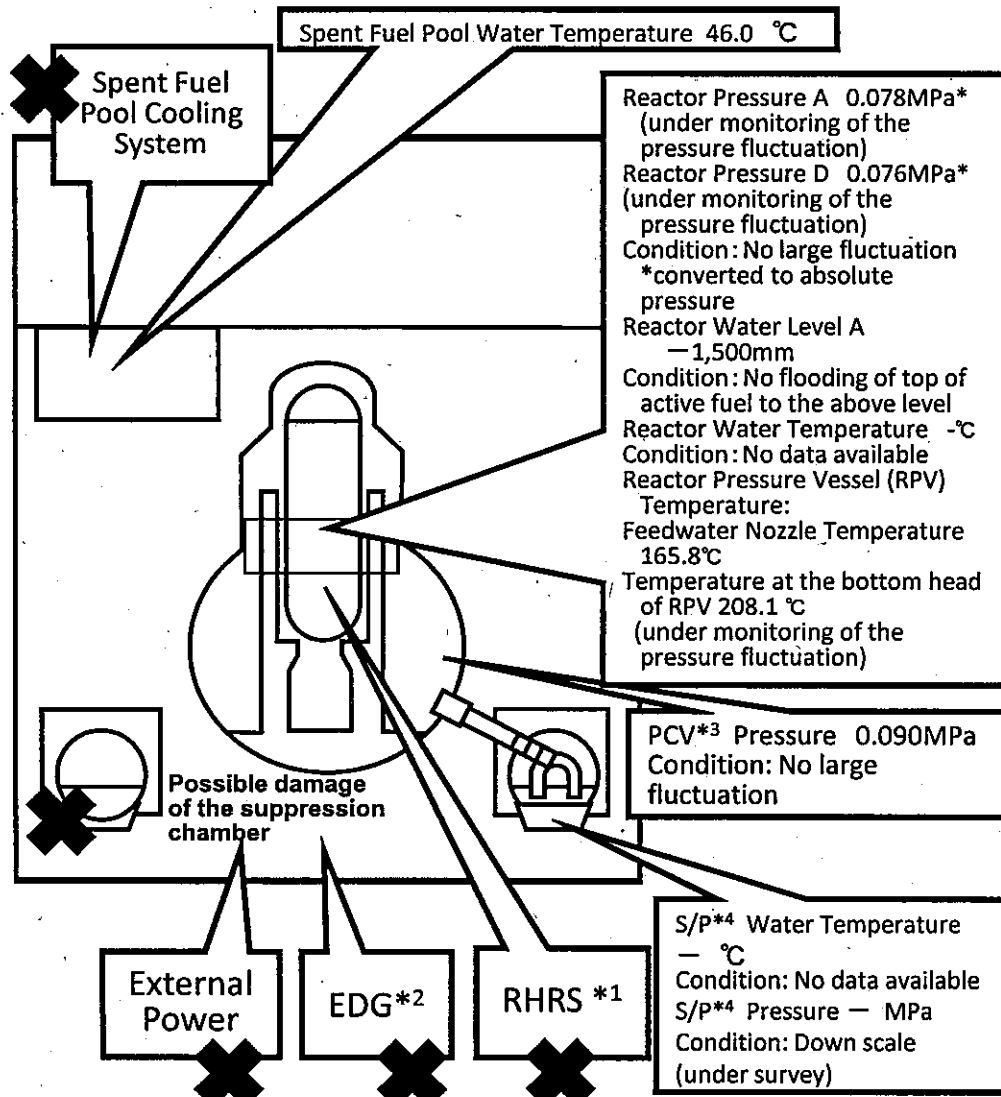 Spent Fuel Pool Water Temperature 46.0 ℃
Spent Fuel
Pool Cooling
System
Reactor Pressure A 0.078MPa*
(under monitoring of the
pressure fluctuation)
Reactor Pressure D 0.076MPa*
(under monitoring of the
pressure fluctuation)
Condition: No large fluctuation
*converted to absolute
pressure
Reactor Water Level A
－1,500mm
Condition: No flooding of top of
active fuel to the above level
Reactor Water Temperature -℃
Condition: No data available
Reactor Pressure Vessel (RPV)
Temperature:
Feedwater Nozzle Temperature
165.8℃
Temperature at the bottom head
of RPV 208.1 ℃
(under monitoring of the
pressure fluctuation)
PCV*3 Pressure 0.090MPa
Condition: No large
fluctuation
Possible damage
of the suppression
chamber
S/P*4 Water Temperature
－ ℃
Condition: No data available
S/P*4 Pressure － MPa
Condition: Down scale
(under survey)
External
Power
EDG*2
RHRS *1